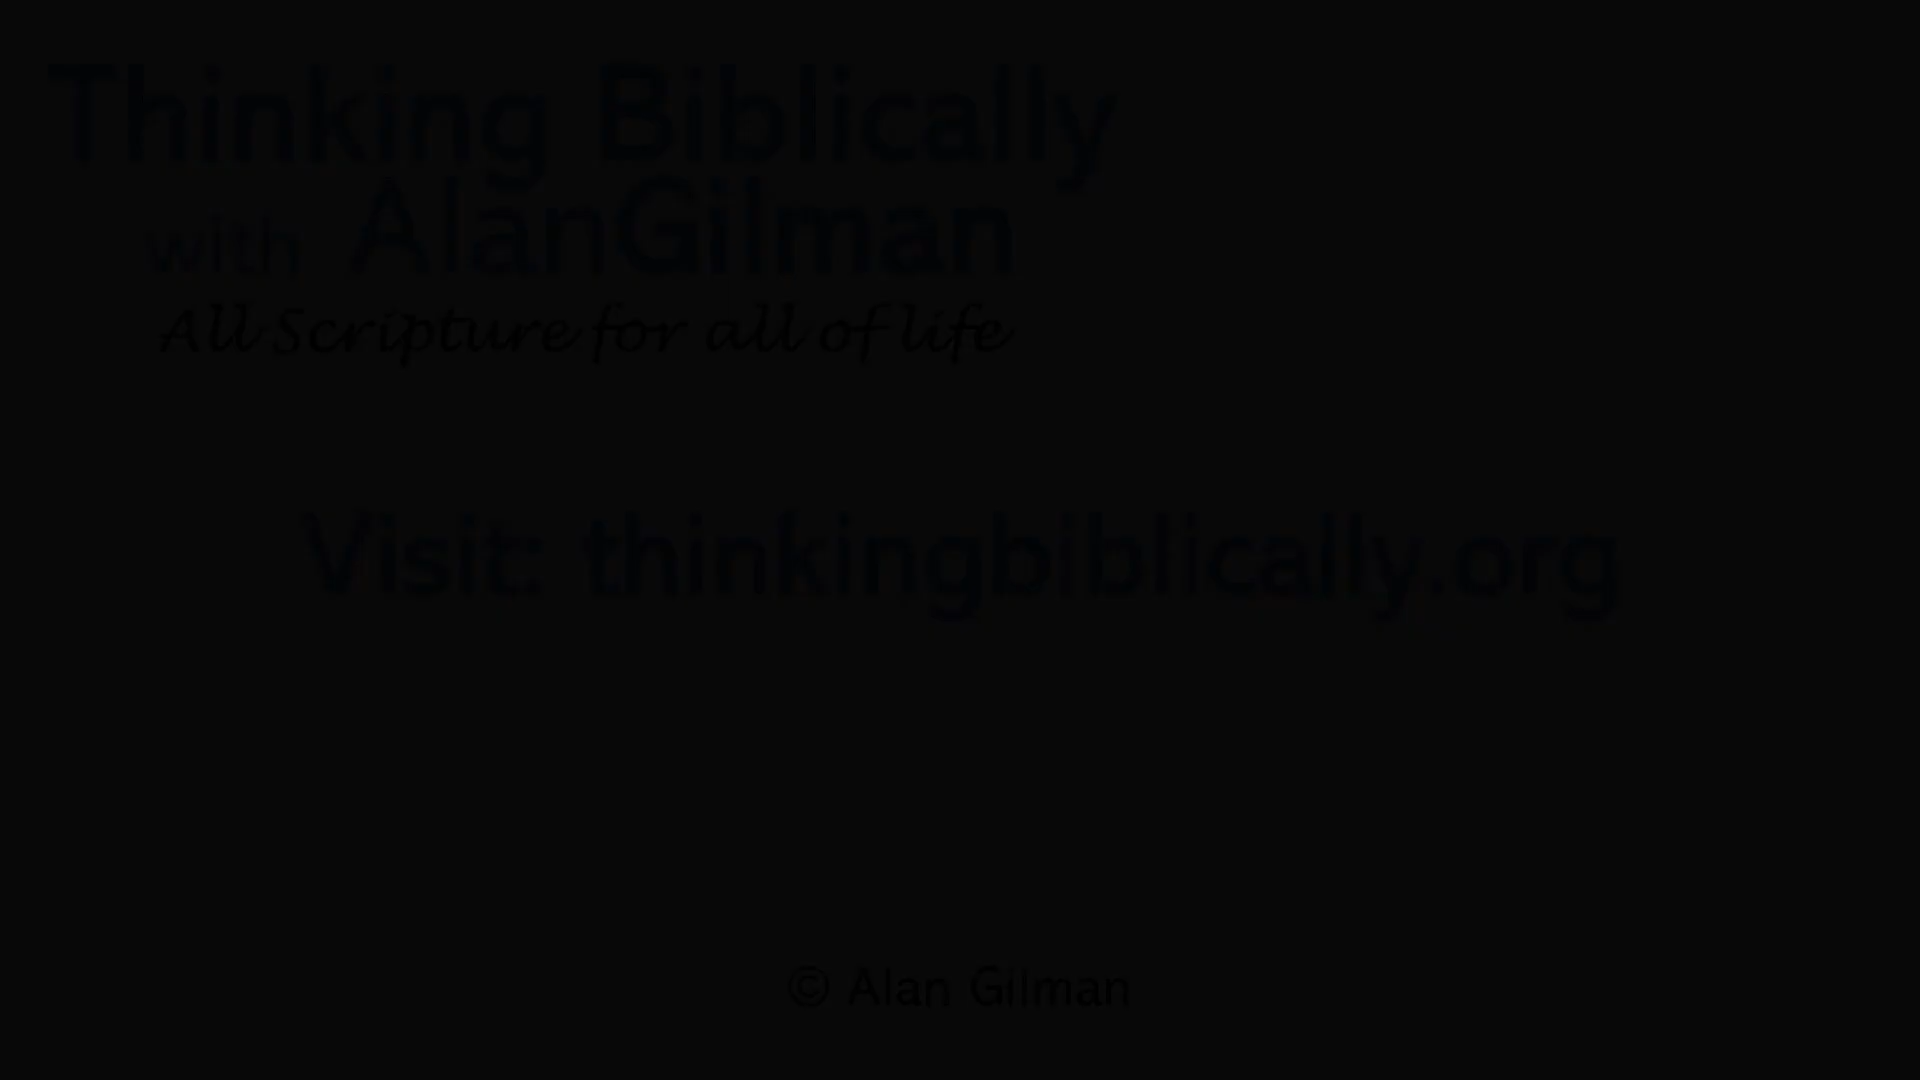 Thinking Biblically
with AlanGilman
All Scripture for all of life
Visit: thinkingbiblically.org
© Alan Gilman